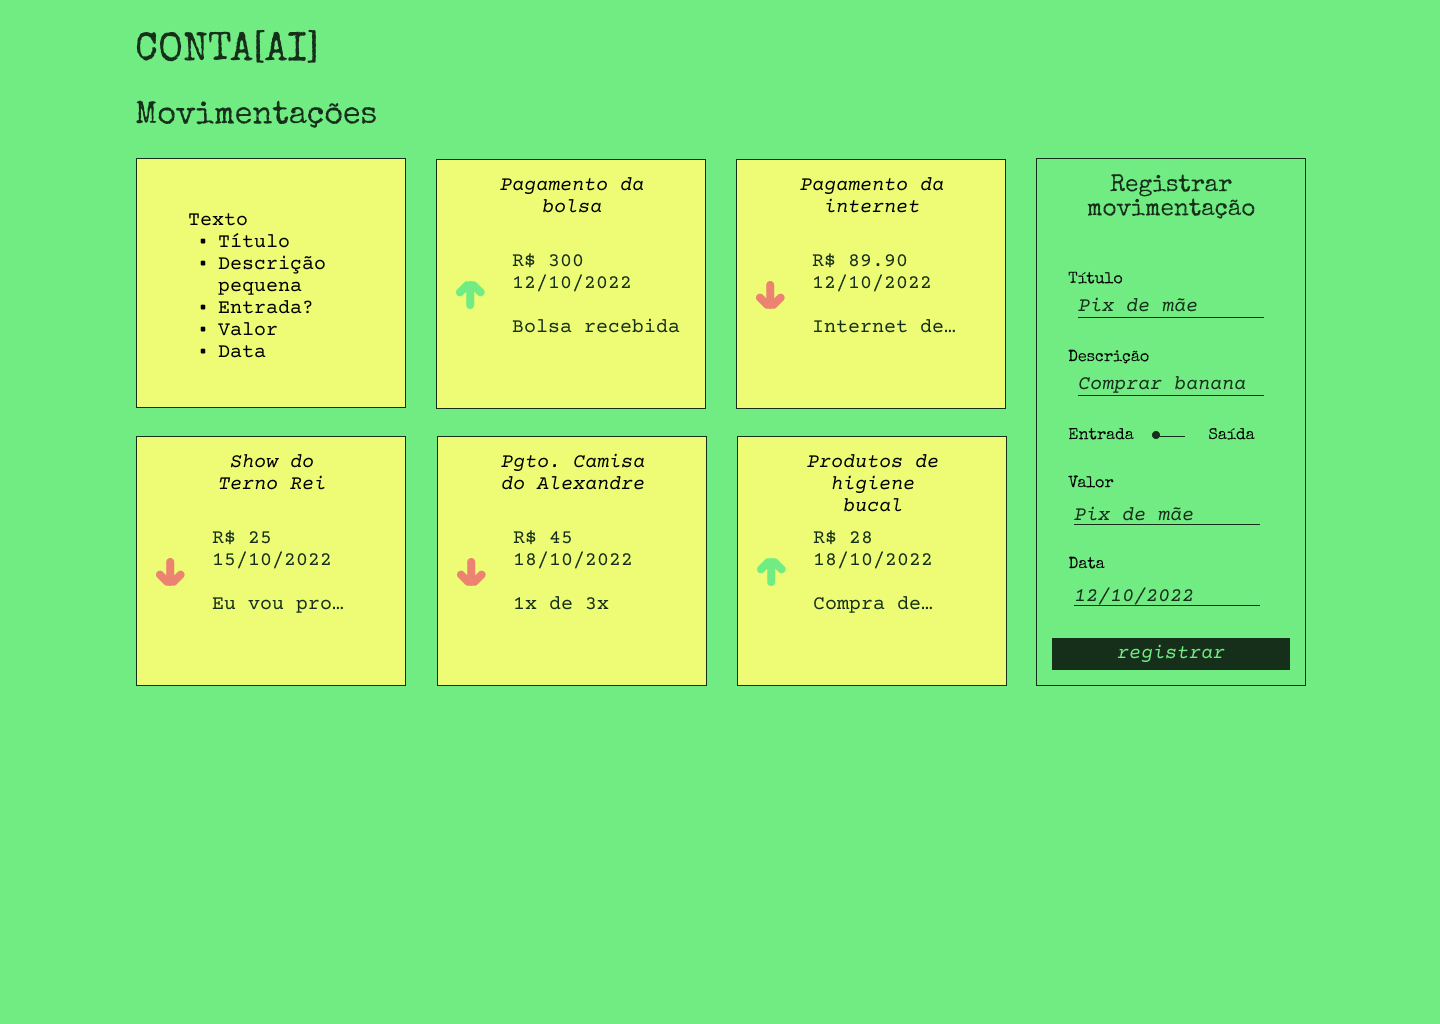 CONTA[AI]
Movimentações
Texto
• Título
• Descrição
pequena
• Entrada?
• Valor
• Data
Pagamento da
bolsa
R$ 300
12/10/2022
Bolsa recebida
Pagamento da
internet
R$ 89.90
12/10/2022
Internet de…
Show do
Terno Rei
R$ 25
15/10/2022
Eu vou pro…
Pgto. Camisa
do Alexandre
R$ 45
18/10/2022
1x de 3x
Produtos de
higiene
bucal
R$ 28
18/10/2022
Compra de…
Registrar
movimentação
Título
Pix de mãe
Descrição
Comprar banana
Entrada Saída
Valor
Pix de mãe
Data
12/10/2022
registrar